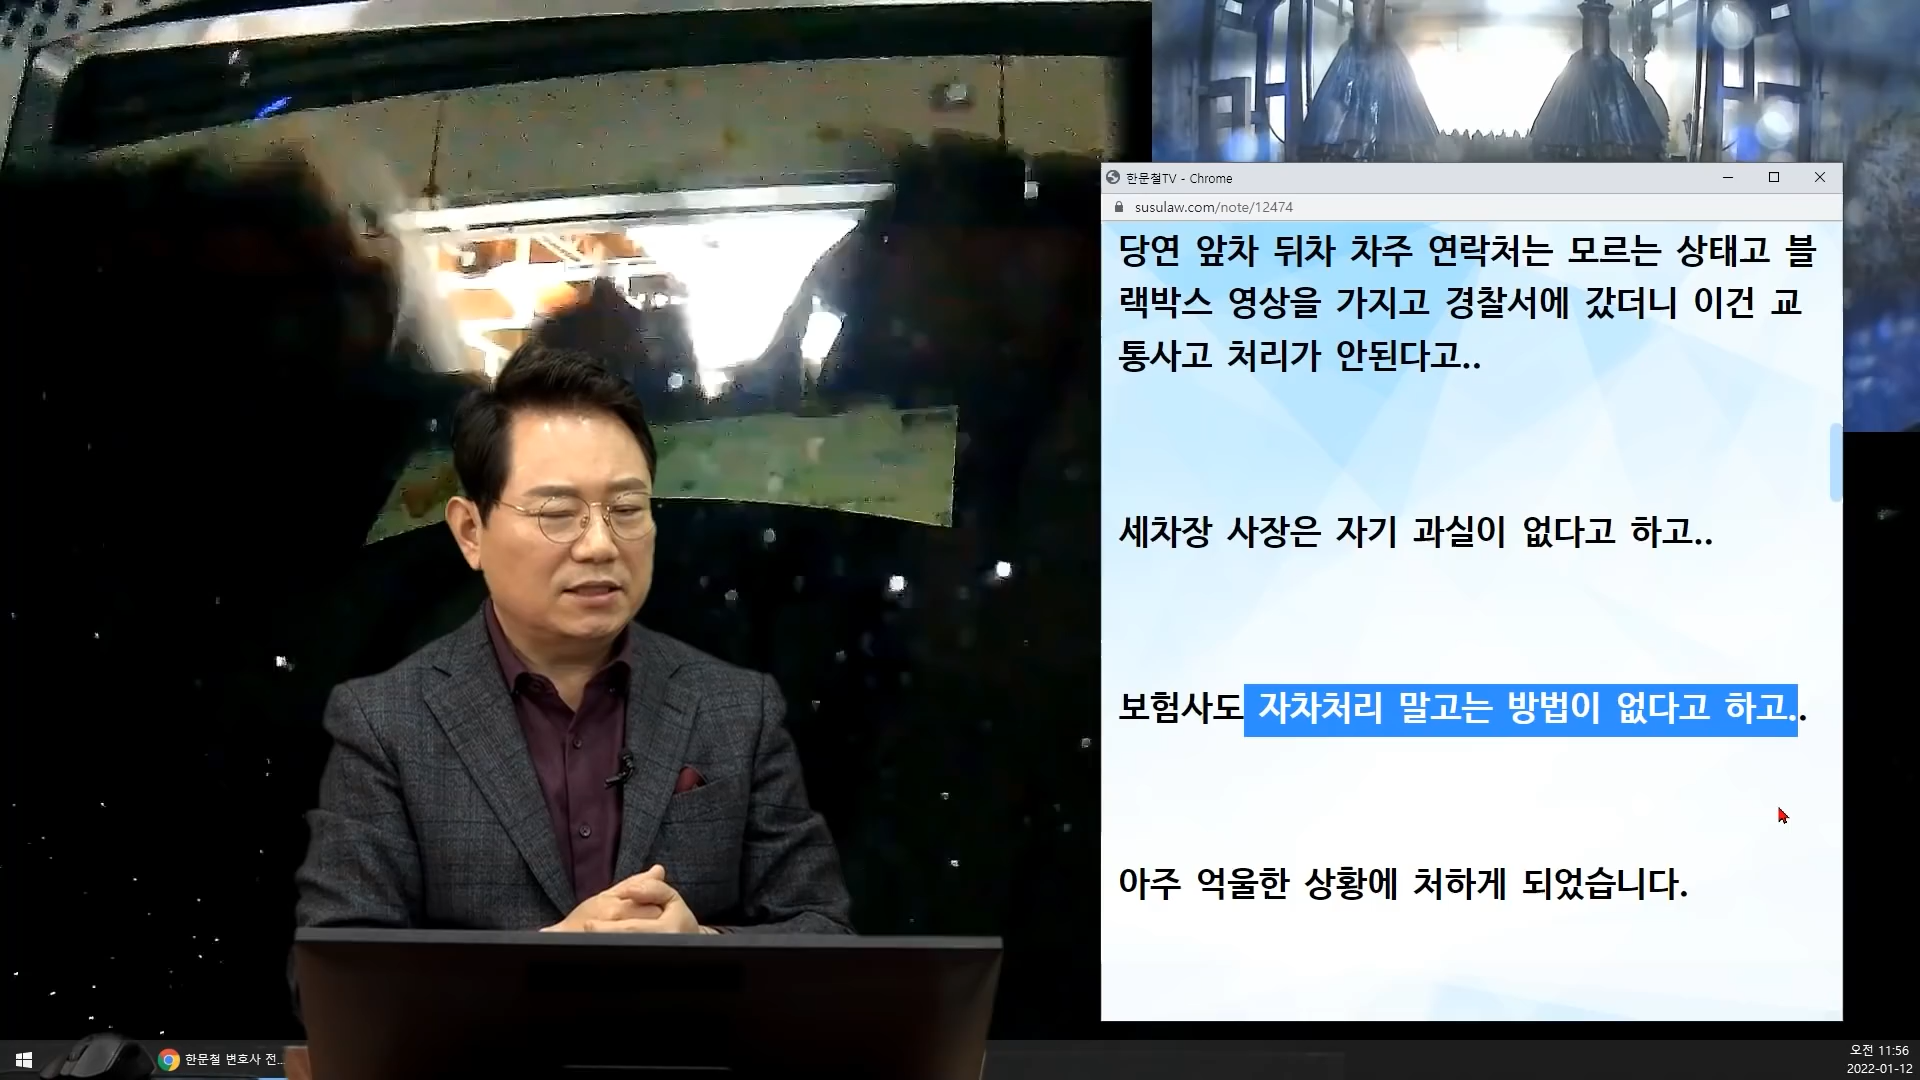 한문철TV - Chrome
susulaw.com/note/12474
당연 앞차 뒤차 차주 연락처는 모르는 상태고 블
랙박스 영상을 가지고 경찰서에 갔더니 이건 교
통사고 처리가 안된다고..
세차장 사장은 자기 과실이 없다고 하고..
보험사도 자차처리 말고는 방법이 없다고 하고..
아주 억울한 상황에 처하게 되었습니다.
한문철 변호사 전...
오전 11:56
2022-01-12